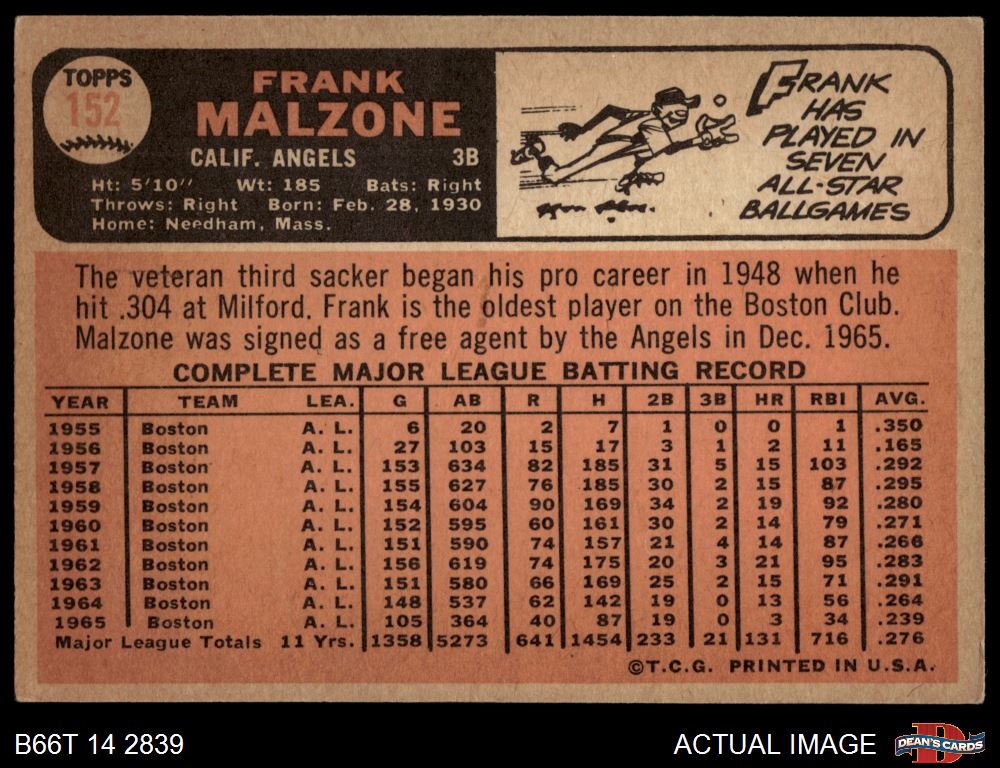 TOPPS
152
FRANK
MALZONE
CALIF. ANGELS 3B
Ht: 5'10" Wt: 185 Bats: Right
Throws: Right Born: Feb. 28, 1930
Home: Needham, Mass.
FRANK
HAS
PLAYED IN
SEVEN
ALL-STAR
BALLGAMES
The veteran third sacker began his pro career in 1948 when he
hit .304 at Milford. Frank is the oldest player on the Boston Club.
Malzone was signed as a free agent by the Angels in Dec. 1965.
COMPLETE MAJOR LEAGUE BATTING RECORD
YEAR TEAM LEA. G AB R H 2B 3B HR RBI AVG.
1955 Boston A. L. 6 20 2 7 1 0 0 1 .350
1956 Boston A. L. 27 103 15 17 3 1 2 11 .165
1957 Boston A. L. 153 634 82 185 31 5 15 103 .292
1958 Boston A. L. 155 627 76 185 30 2 15 87 .295
1959 Boston A. L. 154 604 90 169 34 2 19 92 .280
1960 Boston A. L. 152 595 60 161 30 2 14 79 .271
1961 Boston A. L. 151 590 74 157 21 4 14 87 .266
1962 Boston A. L. 156 619 74 175 20 3 21 95 .283
1963 Boston A. L. 151 580 66 169 25 2 15 71 .291
1964 Boston A. L. 148 537 62 142 19 0 13 56 .264
1965 Boston A. L. 105 364 40 87 19 0 3 34 .239
Major League Totals 11 Yrs. 1358 5273 641 1454 233 21 131 716 .276
©T.C.G. PRINTED IN U.S.A.
B66T 14 2839 ACTUAL IMAGE DEAN'S CARDS